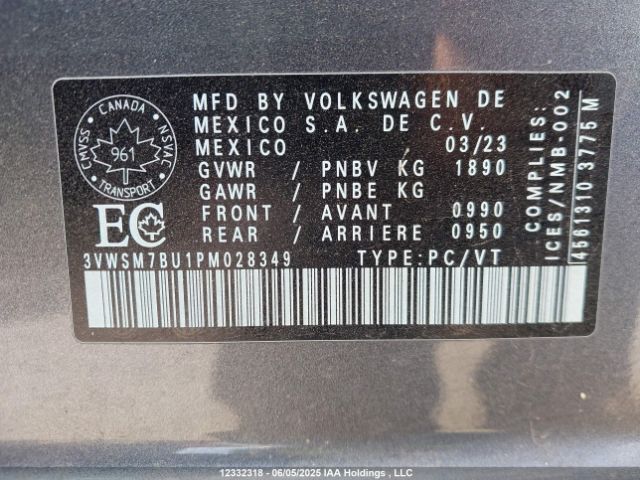 CANADA
CMVSS
NSVAC
961
TRANSPORT
EC
MFD BY VOLKSWAGEN DE
MEXICO S.A. DE C.V.
MEXICO , 03/23
GVWR / PNBV KG 1890
GAWR / PNBE KG
FRONT / AVANT 0990
REAR / ARRIERE 0950
3VWSM7BU1PM028349 TYPE:PC/VT
COMPLIES:
ICES/NMB-002
4561310 3775 M
12332318 - 06/05/2025 IAA Holdings , LLC